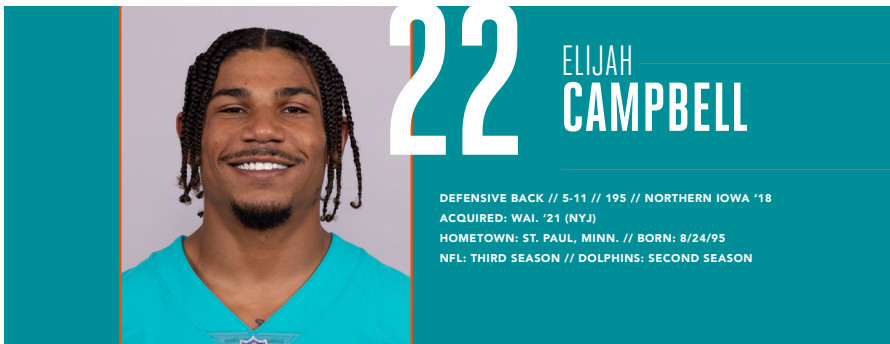 22
ELIJAH
CAMPBELL
DEFENSIVE BACK // 5-11 // 195 // NORTHERN IOWA ’18
ACQUIRED: WAI. ’21 (NYJ)
HOMETOWN: ST. PAUL, MINN. // BORN: 8/24/95
NFL: THIRD SEASON // DOLPHINS: SECOND SEASON